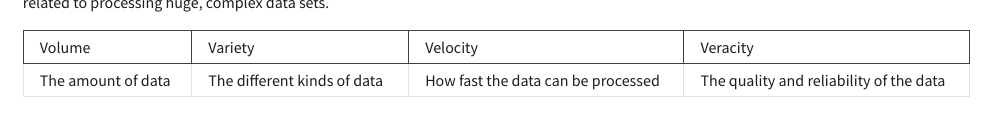 related to processing huge, complex data sets.
Volume Variety Velocity Veracity
The amount of data The different kinds of data How fast the data can be processed The quality and reliability of the data